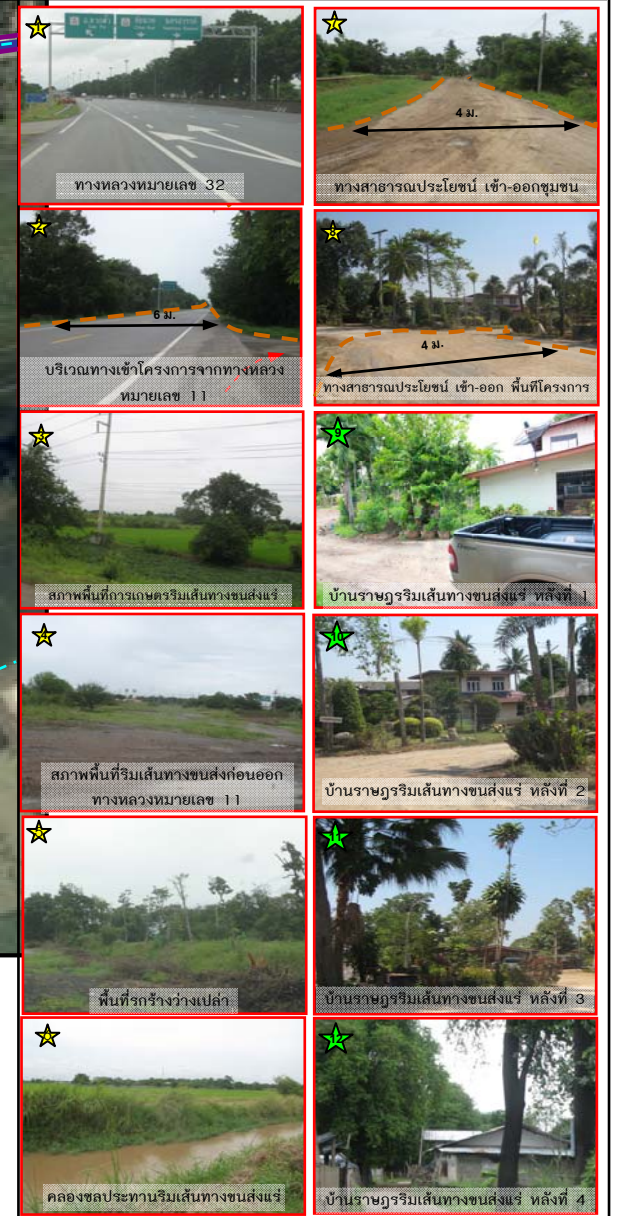 1
ทางหลวงหมายเลข 32
2
6 ม.
บริเวณทางเข้าโครงการจากทางหลวง
หมายเลข 11
3
สภาพพื้นที่การเกษตรริมเส้นทางขนส่งแร่
4
สภาพพื้นที่ริมเส้นทางขนส่งก่อนออก
ทางหลวงหมายเลข 11
5
พื้นที่รกร้างว่างเปล่า
6
คลองชลประทานริมเส้นทางขนส่งแร่
7
4 ม.
ทางสาธารณประโยชน์ เข้า-ออกชุมชน
8
4 ม.
ทางสาธารณประโยชน์ เข้า-ออก พื้นที่โครงการ
9
บ้านราษฎรริมเส้นทางขนส่งแร่ หลังที่ 1
10
บ้านราษฎรริมเส้นทางขนส่งแร่ หลังที่ 2
11
บ้านราษฎรริมเส้นทางขนส่งแร่ หลังที่ 3
12
บ้านราษฎรริมเส้นทางขนส่งแร่ หลังที่ 4